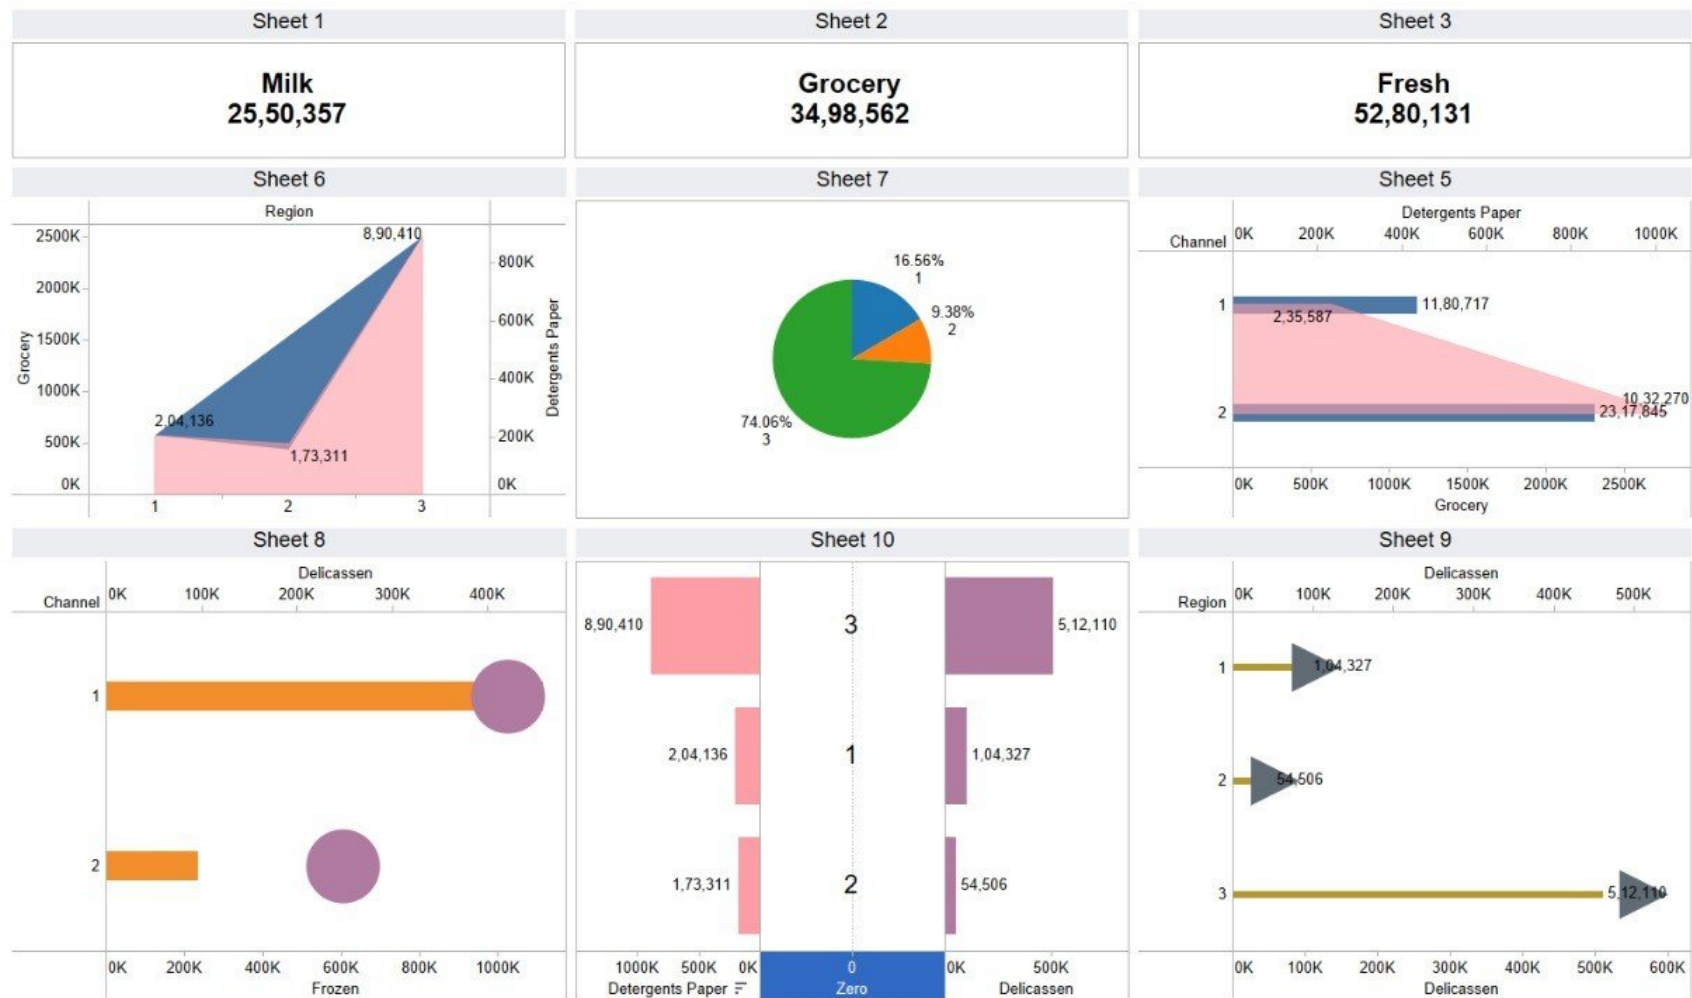 Sheet 1
Milk
25,50,357
Sheet 2
Grocery
34,98,562
Sheet 3
Fresh
52,80,131
Sheet 6
Region
2500K
2000K
1500K
1000K
500K
0K
Grocery
8,90,410
2,04,136
1,73,311
800K
600K
400K
200K
0K
Detergents Paper
1 2 3
Sheet 7
16.56%
1
9.38%
2
74.06%
3
Sheet 5
Detergents Paper
Channel 0K 200K 400K 600K 800K 1000K
1 11,80,717
2,35,587
10,32,270
2 23,17,845
0K 500K 1000K 1500K 2000K 2500K
Grocery
Sheet 8
Delicassen
Channel 0K 100K 200K 300K 400K
1
2
0K 200K 400K 600K 800K 1000K
Frozen
Sheet 10
8,90,410 3 5,12,110
2,04,136 1 1,04,327
1,73,311 2 54,506
1000K 500K 0K 0 0K 500K
Detergents Paper Zero Delicassen
Sheet 9
Delicassen
Region 0K 100K 200K 300K 400K 500K
1 1,04,327
2 54,506
3 5,12,110
0K 100K 200K 300K 400K 500K 600K
Delicassen